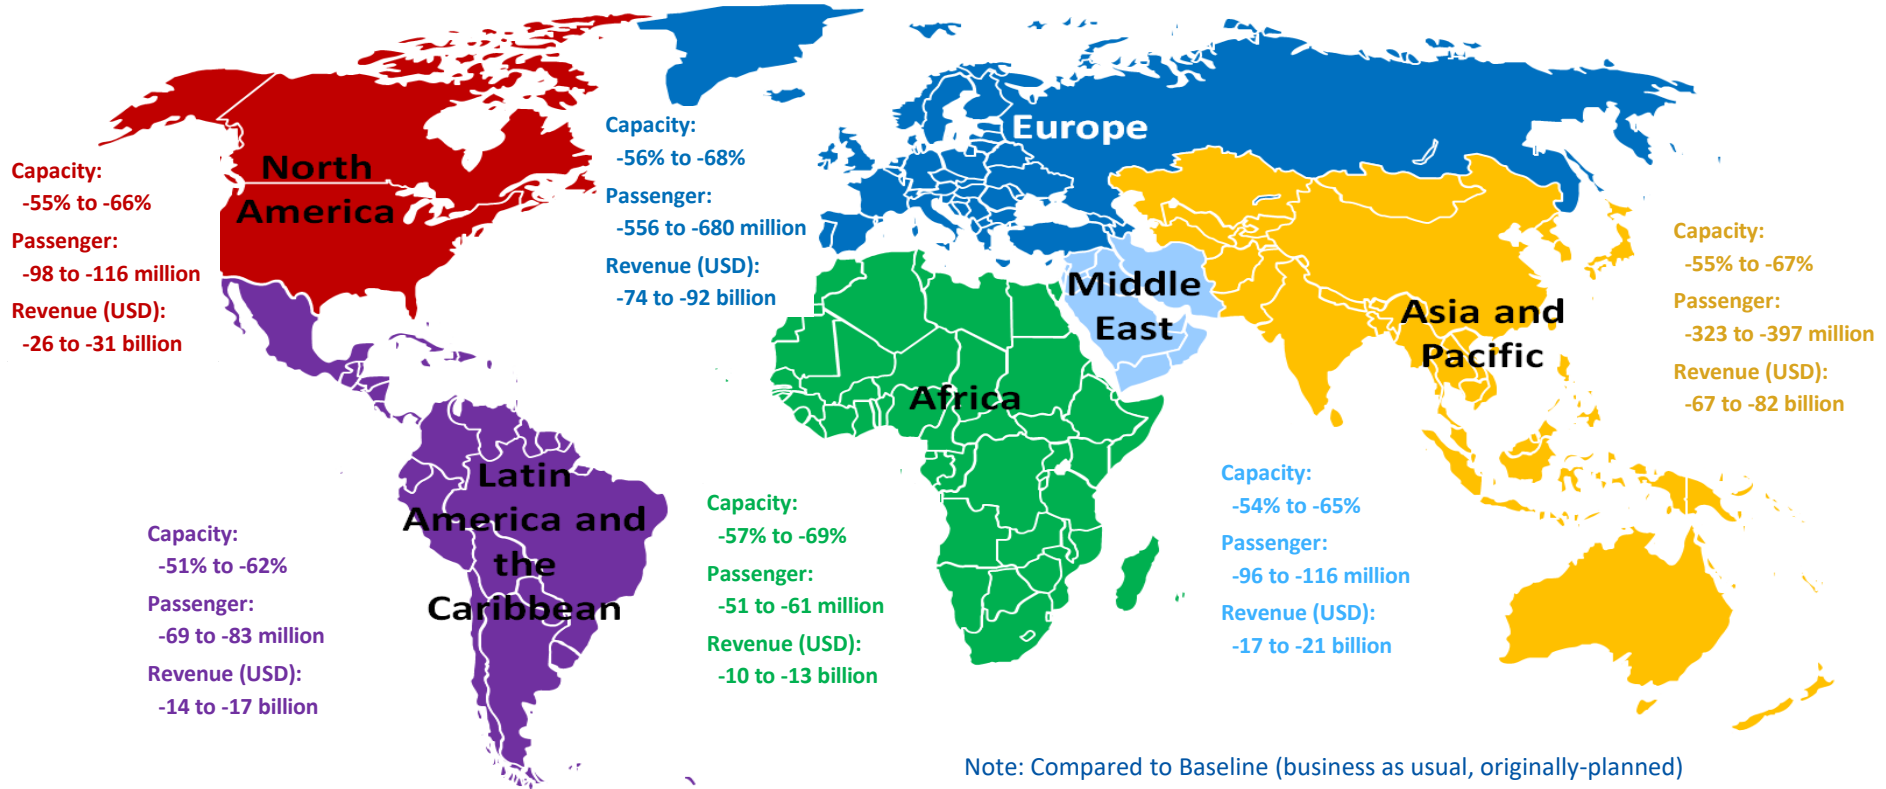 Capacity:
-55% to -66%
Passenger:
-98 to -116 million
Revenue (USD):
-26 to -31 billion
North
America
Capacity:
-56% to -68%
Passenger:
-556 to -680 million
Revenue (USD):
-74 to -92 billion
Europe
Middle
East
Asia and
Pacific
Capacity:
-55% to -67%
Passenger:
-323 to -397 million
Revenue (USD):
-67 to -82 billion
Africa
Latin
America and
the
Caribbean
Capacity:
-51% to -62%
Passenger:
-69 to -83 million
Revenue (USD):
-14 to -17 billion
Capacity:
-57% to -69%
Passenger:
-51 to -61 million
Revenue (USD):
-10 to -13 billion
Capacity:
-54% to -65%
Passenger:
-96 to -116 million
Revenue (USD):
-17 to -21 billion
Note: Compared to Baseline (business as usual, originally-planned)